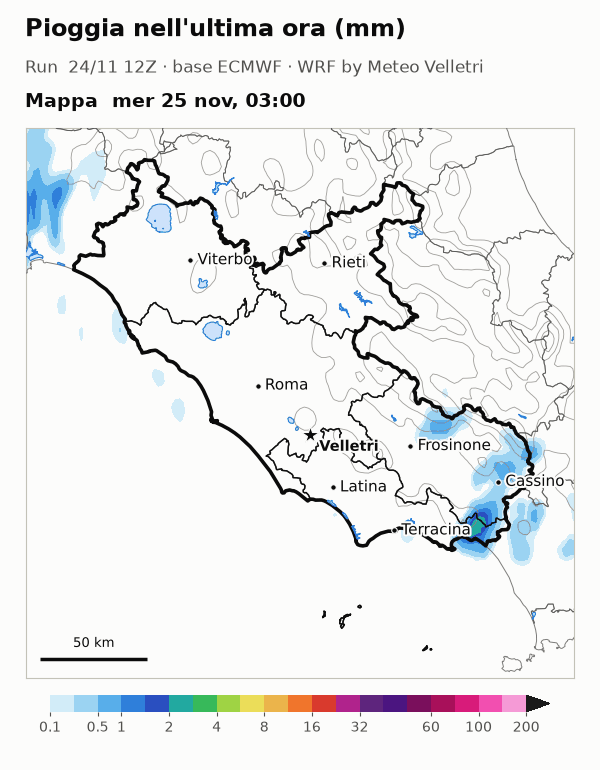 Pioggia nell'ultima ora (mm)
Run  24/11 12Z · base ECMWF · WRF by Meteo Velletri
Mappa  mer 25 nov, 03:00
Viterbo
Rieti
Roma
Velletri
Frosinone
Cassino
Latina
Terracina
50 km
0.1 0.5 1 2 4 8 16 32 60 100 200